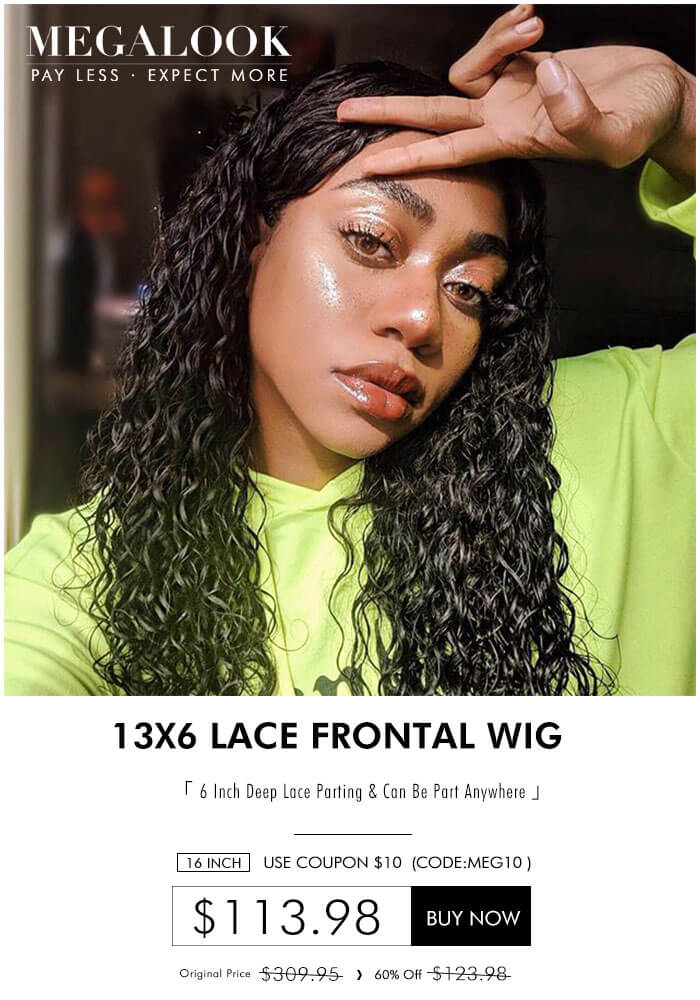 MEGALOOK
PAY LESS · EXPECT MORE
13X6 LACE FRONTAL WIG
「 6 Inch Deep Lace Parting & Can Be Part Anywhere 」
16 INCH USE COUPON $10 (CODE:MEG10 )
$113.98 BUY NOW
Original Price $309.95 › 60% Off $123.98